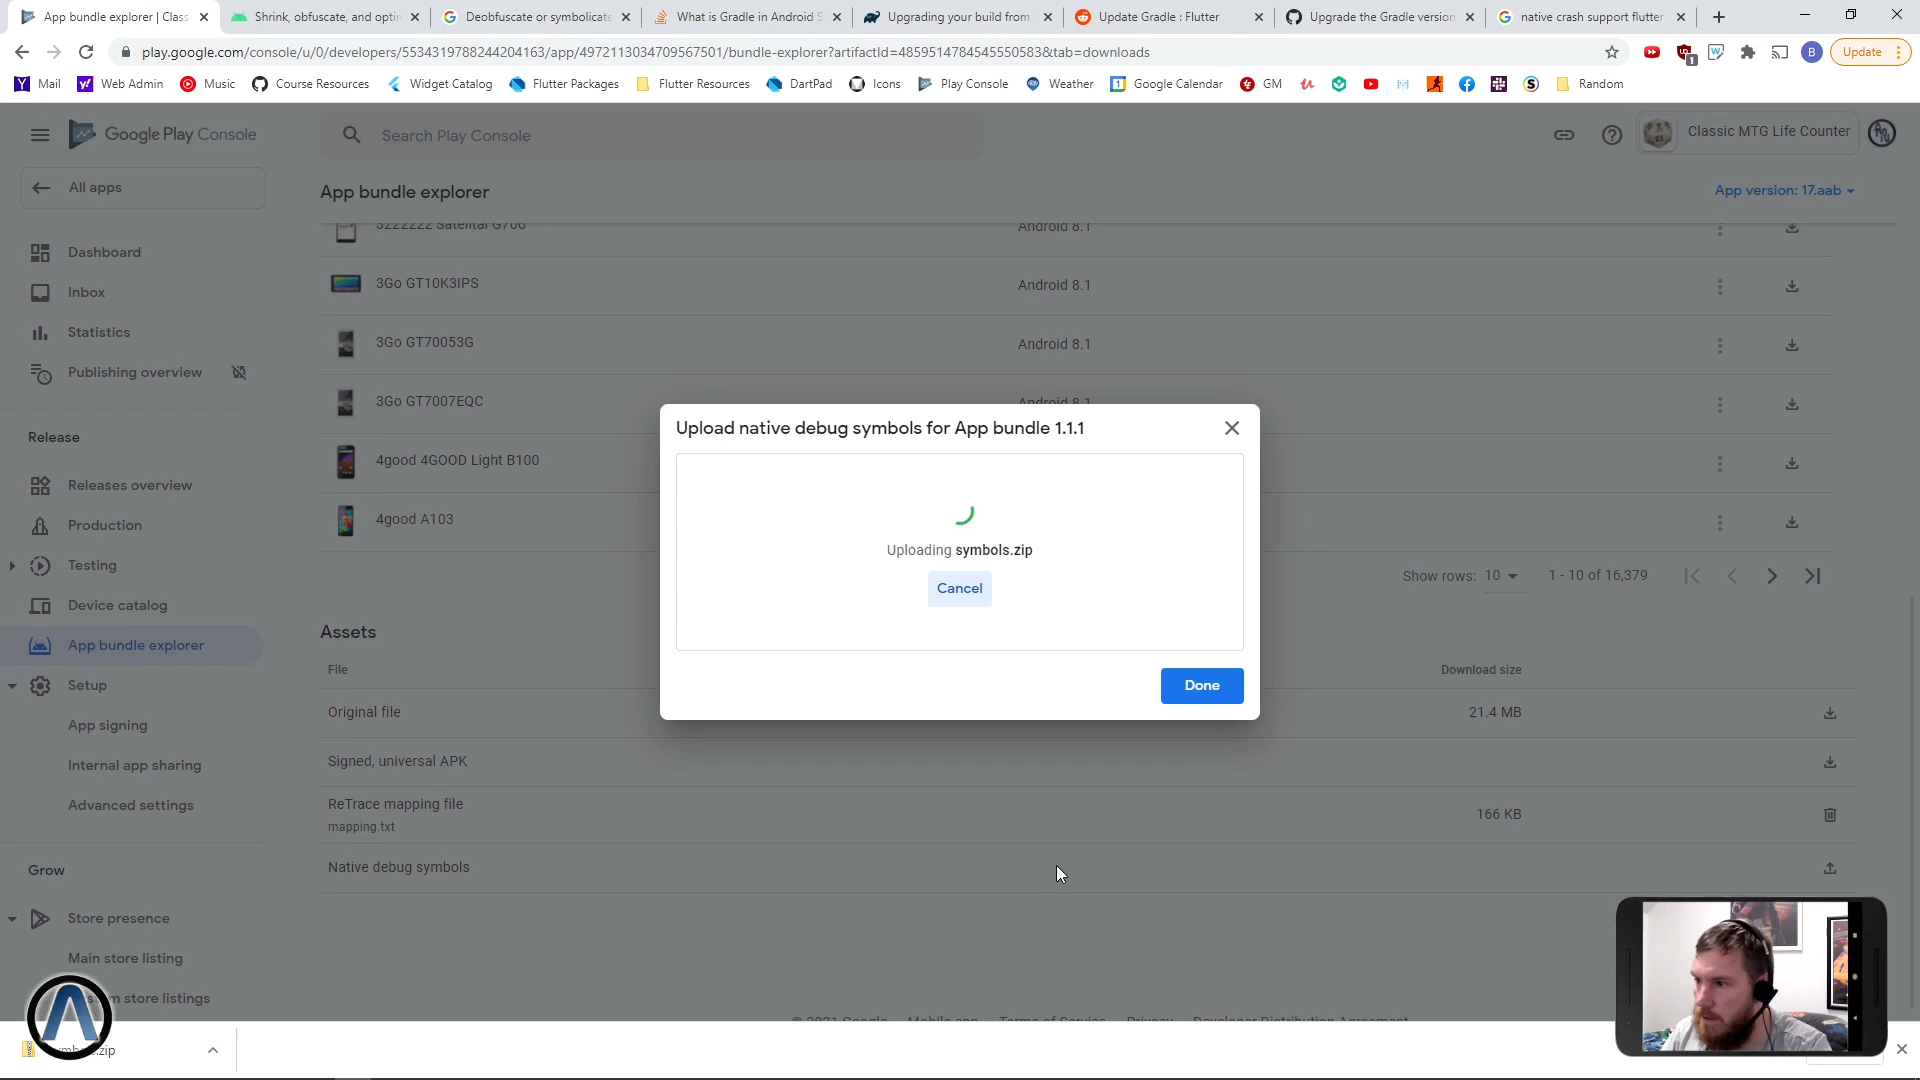 App bundle explorer | Clas
Shrink, obfuscate, and optim
Deobfuscate or symbolicate
What is Gradle in Android S
Upgrading your build from
Update Gradle : Flutter
Upgrade the Gradle version
native crash support flutter
play.google.com/console/u/0/developers/5534319788244204163/app/4972113034709567501/bundle-explorer?artifactId=4859514784545550583&tab=downloads
B
Update
Mail
Web Admin
Music
Course Resources
Widget Catalog
Flutter Packages
Flutter Resources
DartPad
Icons
Play Console
Weather
Google Calendar
GM
Random
Google Play Console
Search Play Console
Classic MTG Life Counter
All apps
App bundle explorer
App version: 17.aab
Dashboard
Inbox
Statistics
Publishing overview
Release
Releases overview
Production
Testing
Device catalog
App bundle explorer
Setup
App signing
Internal app sharing
Advanced settings
Grow
Store presence
Main store listing
m store listings
3222222 Satelital G700
Android 8.1
3Go GT10K3IPS
Android 8.1
3Go GT70053G
Android 8.1
3Go GT7007EQC
Android 8.1
4good 4GOOD Light B100
4good A103
Show rows: 10
1 - 10 of 16,379
Upload native debug symbols for App bundle 1.1.1
Uploading symbols.zip
Cancel
Done
Assets
File
Download size
Original file
21.4 MB
Signed, universal APK
ReTrace mapping file
mapping.txt
166 KB
Native debug symbols
© 2021 Google
Mobile app
Terms of Service
Privacy
Developer Distribution Agreement
.zip